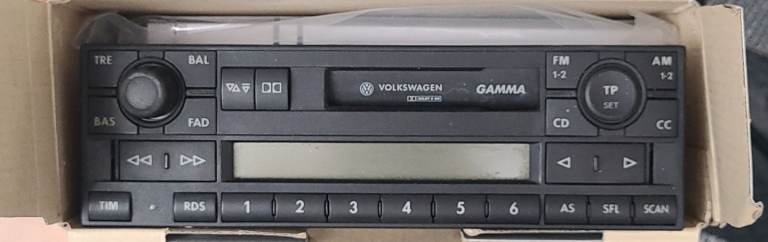 TRE BAL
BAS FAD
VOLKSWAGEN GAMMA
FM 1-2
AM 1-2
TP SET
CD CC
TIM RDS 1 2 3 4 5 6 AS SFL SCAN